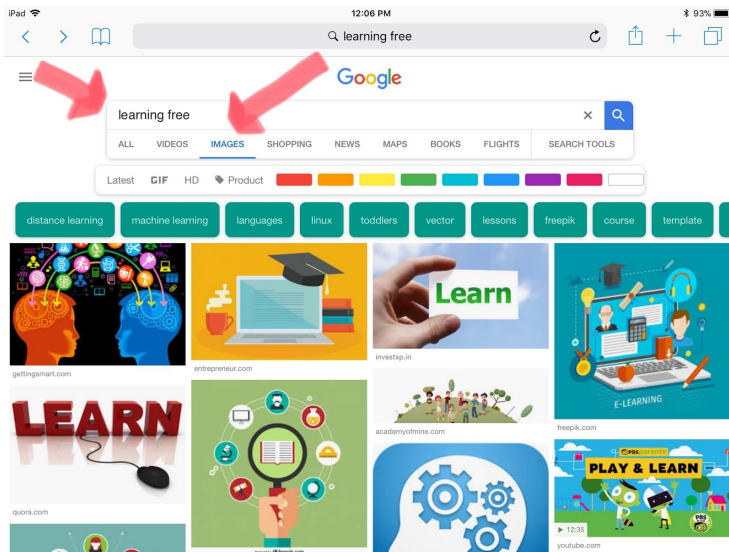 iPad 12:06 PM 93%
learning free
Google
learning free
ALL VIDEOS IMAGES SHOPPING NEWS MAPS BOOKS FLIGHTS SEARCH TOOLS
Latest GIF HD Product
distance learning machine learning languages linux toddlers vector lessons freepik course template
Learn
E-LEARNING
gettingsmart.com
entrepreneur.com
investxp.in
freepik.com
LEARN
academyofmine.com
PBS parents
PLAY & LEARN
PBS
12:35
quora.com
youtube.com